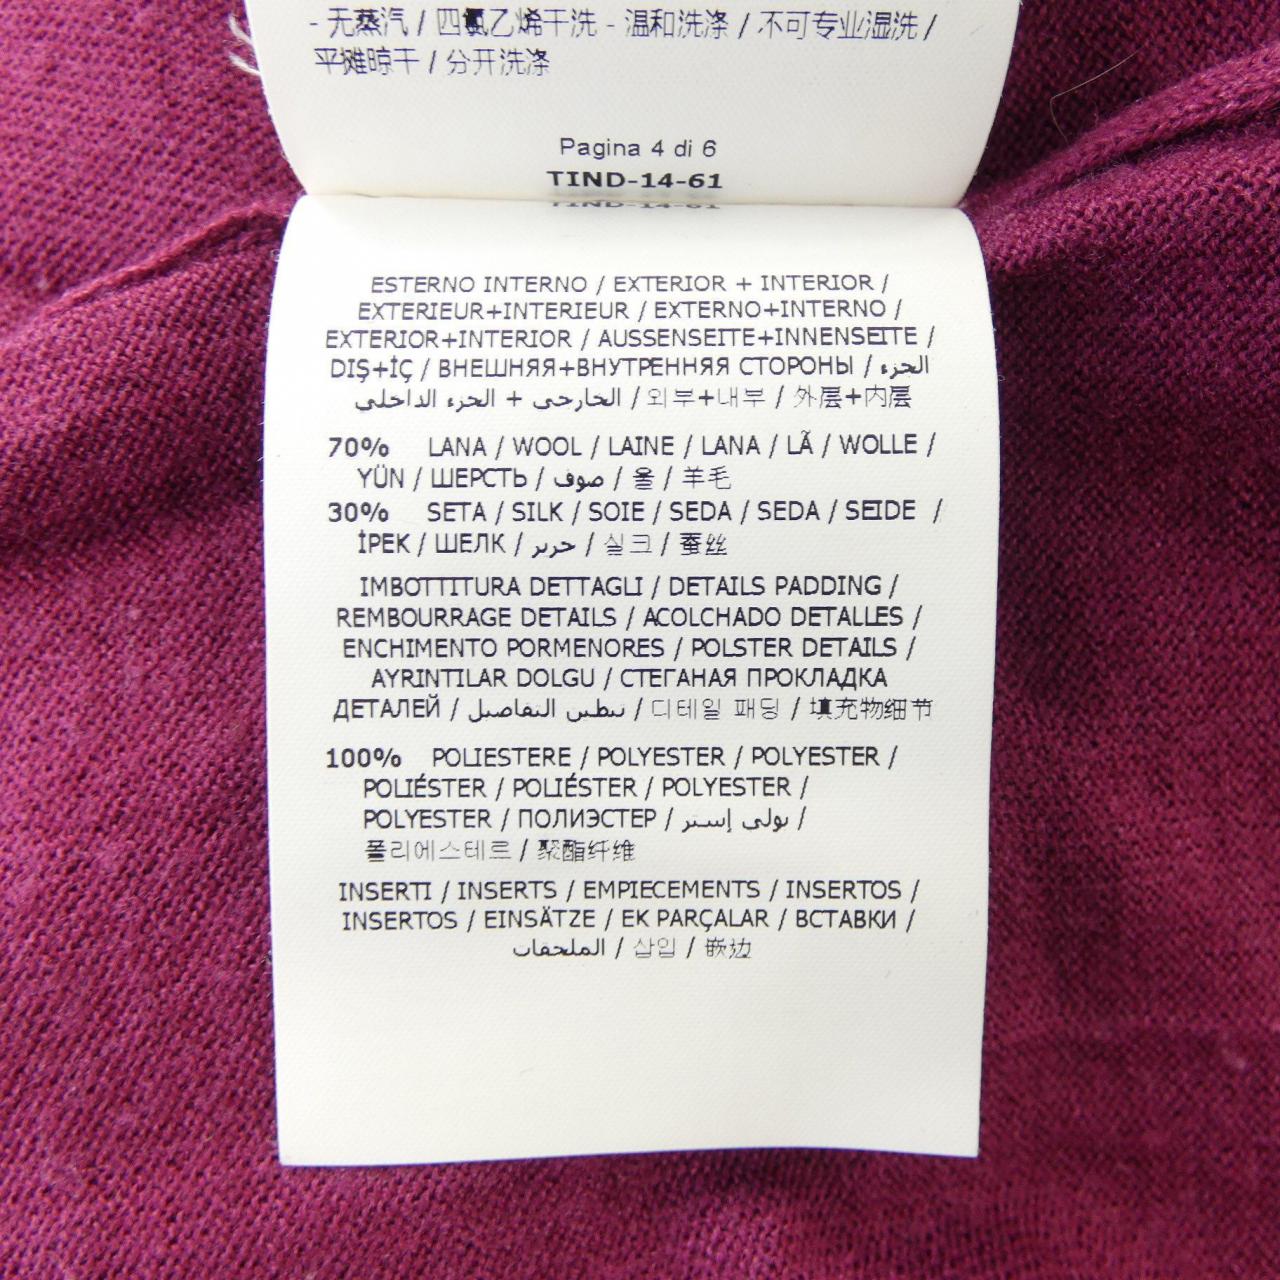 - 无蒸汽 / 四氯乙烯干洗 - 温和洗涤 / 不可专业湿洗 /
平摊晾干 / 分开洗涤
Pagina 4 di 6
TIND-14-61
TIND-14-61
ESTERNO INTERNO / EXTERIOR + INTERIOR /
EXTERIEUR+INTERIEUR / EXTERNO+INTERNO /
EXTERIOR+INTERIOR / AUSSENSEITE+INNENSEITE /
DIŞ+İÇ / ВНЕШНЯЯ+ВНУТРЕННЯЯ СТОРОНЫ / الجزء
الخارجي + الجزء الداخلي / 외부+내부 / 外层+内层
70% LANA / WOOL / LAINE / LANA / LÃ / WOLLE /
YÜN / ШЕРСТЬ / صوف / 울 / 羊毛
30% SETA / SILK / SOIE / SEDA / SEDA / SEIDE /
İPEK / ШЕЛК / حرير / 실크 / 蚕丝
IMBOTTITURA DETTAGLI / DETAILS PADDING /
REMBOURRAGE DETAILS / ACOLCHADO DETALLES /
ENCHIMENTO PORMENORES / POLSTER DETAILS /
AYRINTILAR DOLGU / СТЕГАНАЯ ПРОКЛАДКА
ДЕТАЛЕЙ / تبطين التفاصيل / 디테일 패딩 / 填充物细节
100% POLIESTERE / POLYESTER / POLYESTER /
POLIÉSTER / POLIÉSTER / POLYESTER /
POLYESTER / ПОЛИЭСТЕР / بولي إستر /
폴리에스테르 / 聚酯纤维
INSERTI / INSERTS / EMPIECEMENTS / INSERTOS /
INSERTOS / EINSÄTZE / EK PARÇALAR / ВСТАВКИ /
الملحقات / 삽입 / 嵌边